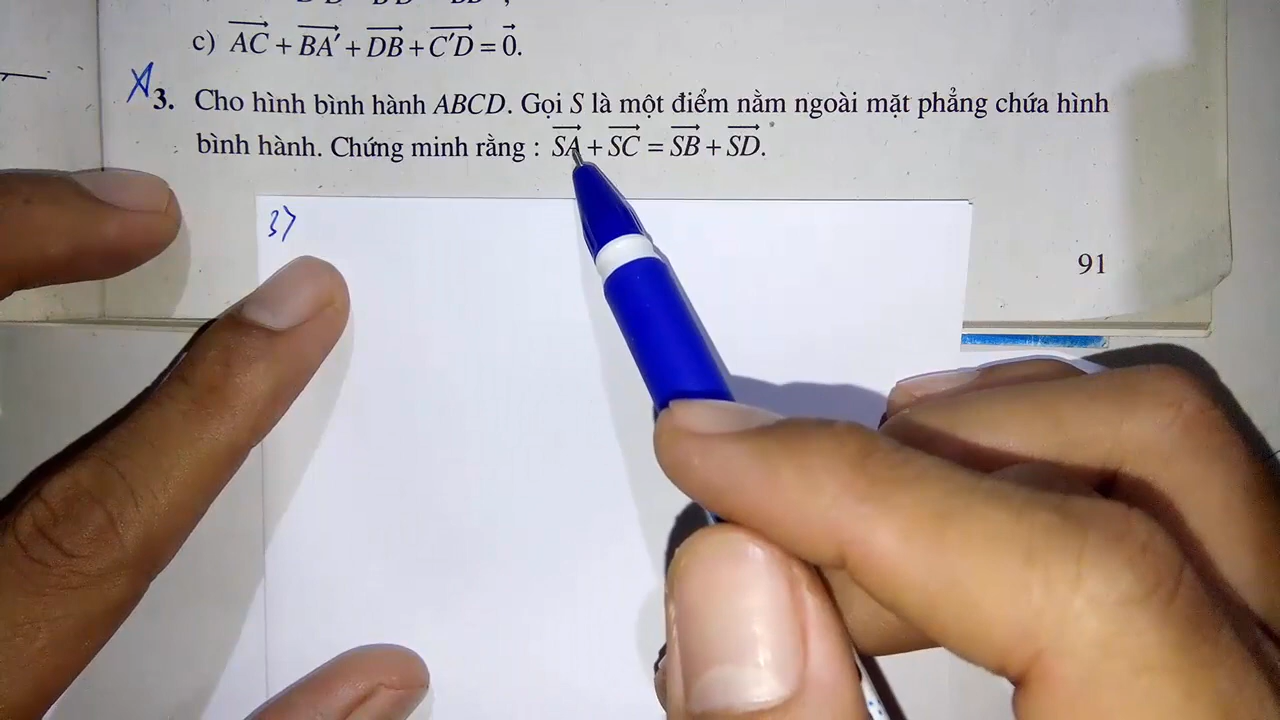 c) $\overrightarrow{AC} + \overrightarrow{BA'} + \overrightarrow{DB} + \overrightarrow{C'D} = \vec{0}$.
3. Cho hình bình hành ABCD. Gọi S là một điểm nằm ngoài mặt phẳng chứa hình
bình hành. Chứng minh rằng : $\overrightarrow{SA} + \overrightarrow{SC} = \overrightarrow{SB} + \overrightarrow{SD}$.
3)
91